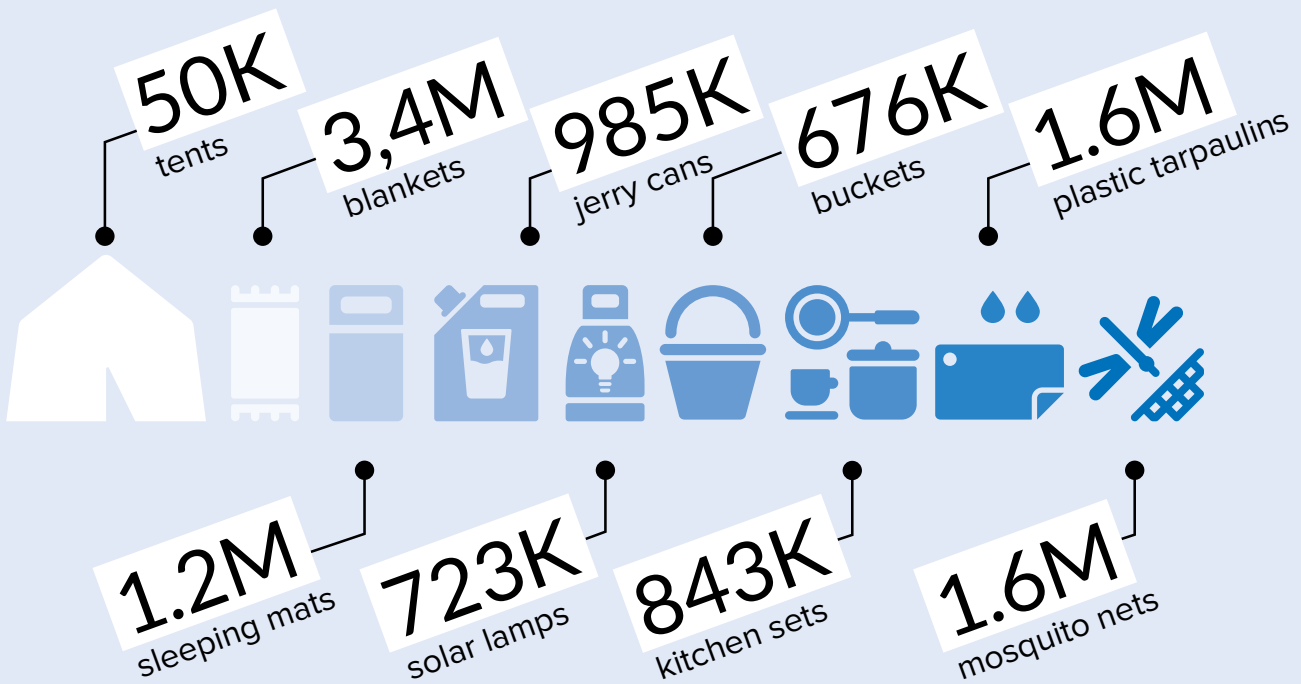 50K
tents
3,4M
blankets
985K
jerry cans
676K
buckets
1.6M
plastic tarpaulins
1.2M
sleeping mats
723K
solar lamps
843K
kitchen sets
1.6M
mosquito nets